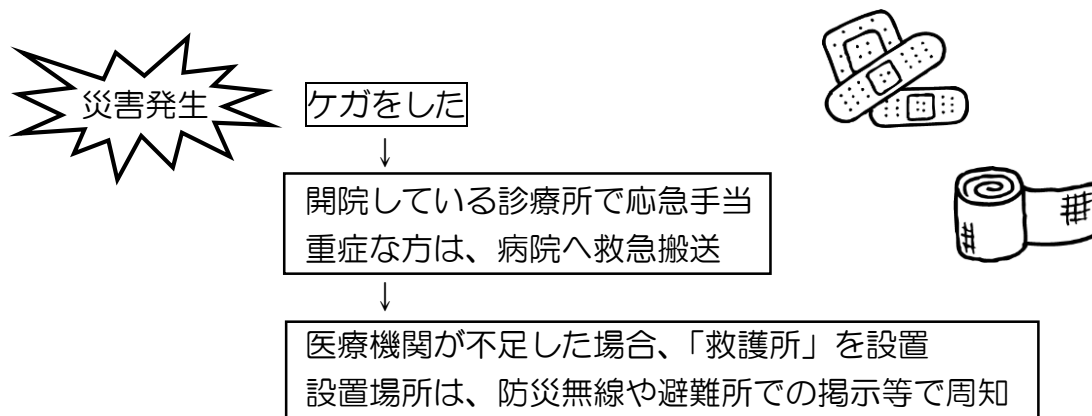 災害発生
ケガをした
↓
開院している診療所で応急手当
重症な方は、病院へ救急搬送
↓
医療機関が不足した場合、「救護所」を設置
設置場所は、防災無線や避難所での掲示等で周知